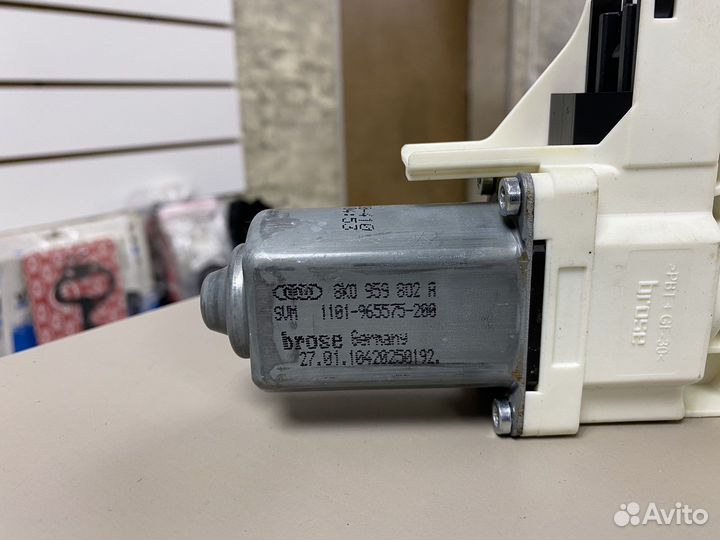 8K0 959 802 A
SWM 1101-965575-200
brose Germany
27.01.10420250192.
brose
Avito